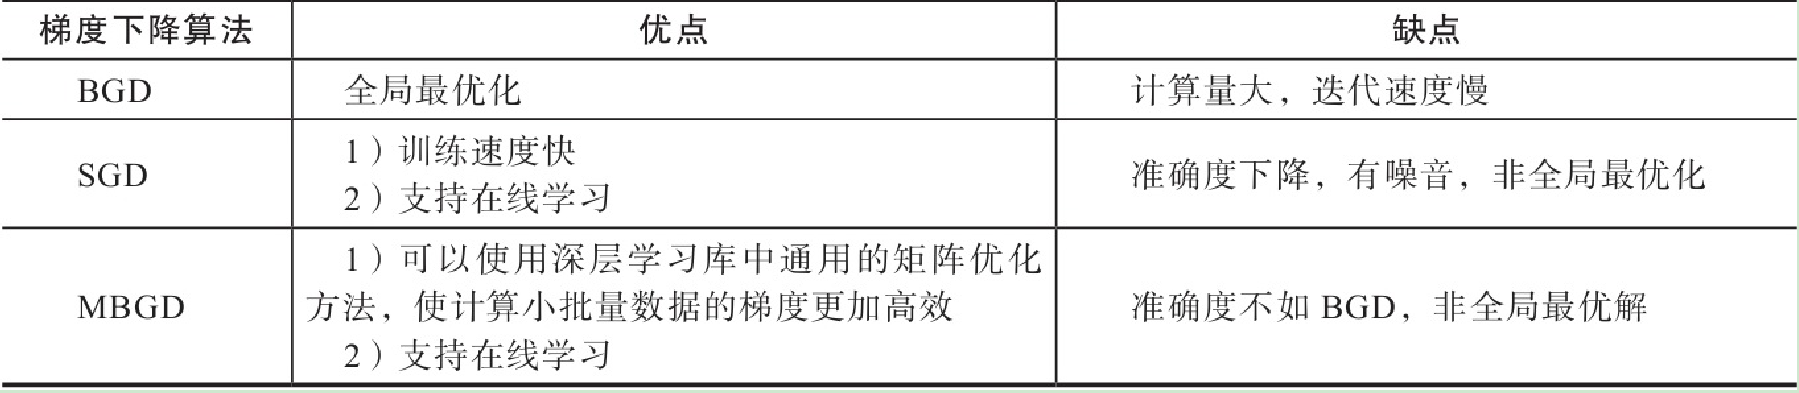 梯度下降算法 优点 缺点
BGD 全局最优化 计算量大，迭代速度慢
SGD
1）训练速度快
2）支持在线学习
准确度下降，有噪音，非全局最优化
MBGD
1）可以使用深层学习库中通用的矩阵优化
方法，使计算小批量数据的梯度更加高效
2）支持在线学习
准确度不如 BGD，非全局最优解